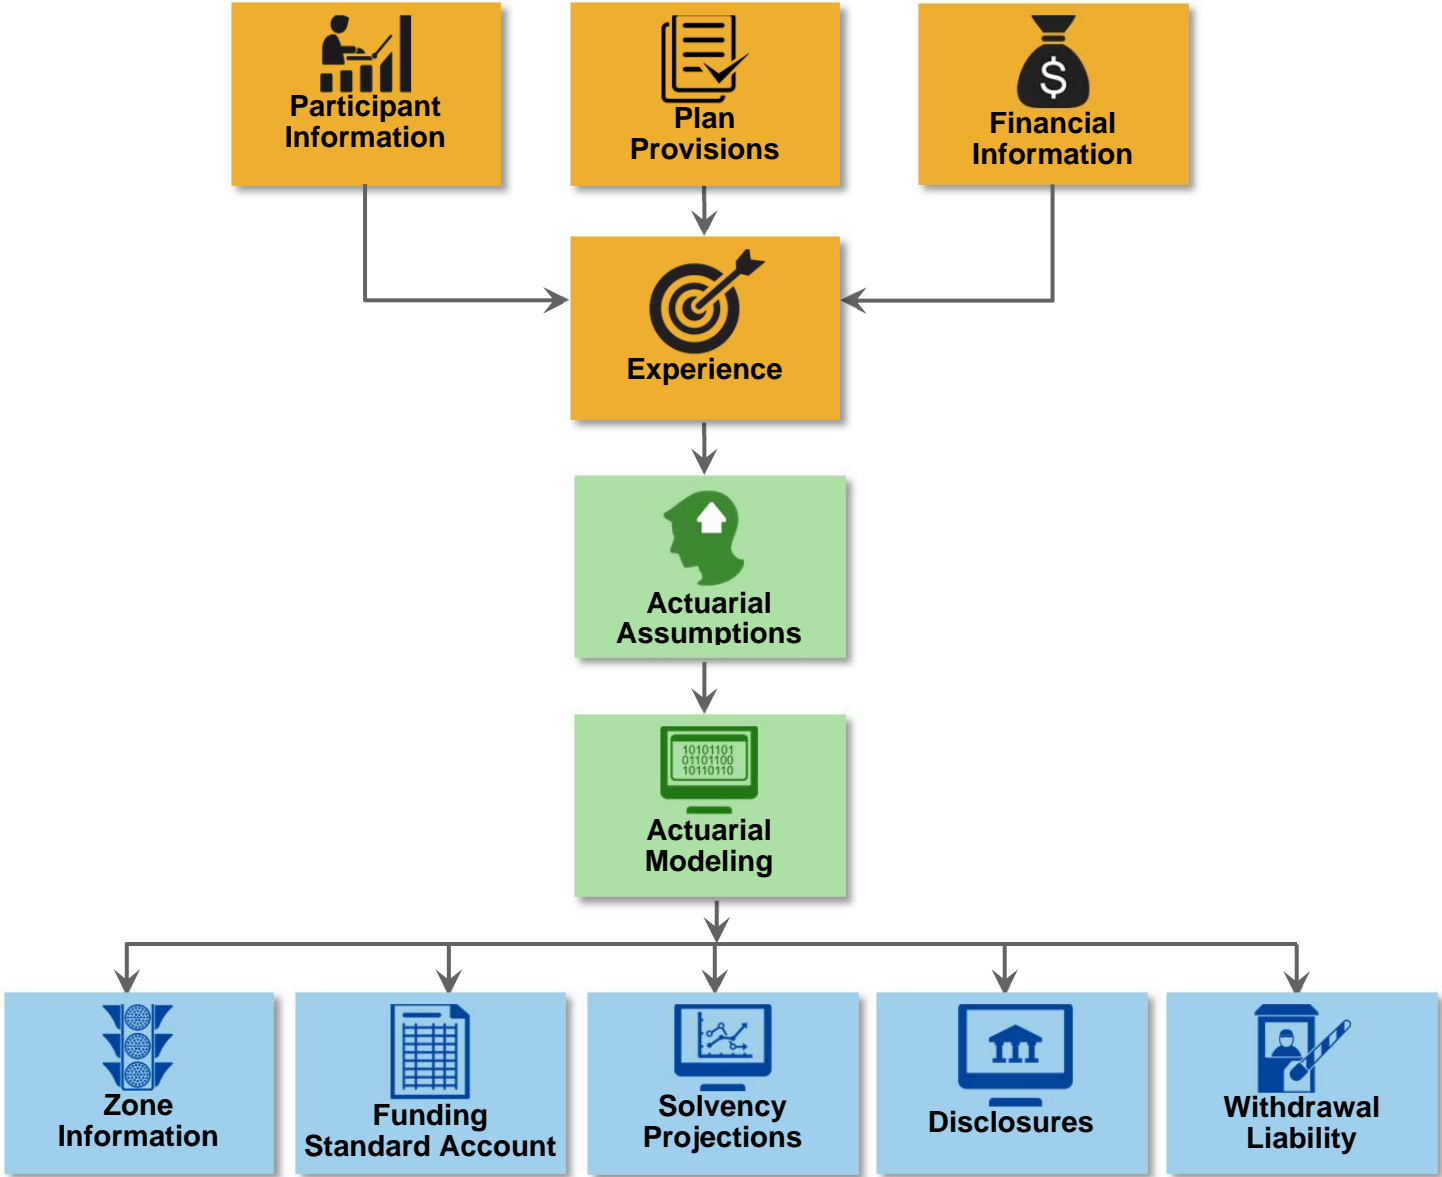 Participant
Information
Plan
Provisions
$
Financial
Information
Experience
Actuarial
Assumptions
10101101
01101100
10110110
Actuarial
Modeling
Zone
Information
Funding
Standard Account
Solvency
Projections
Disclosures
Withdrawal
Liability